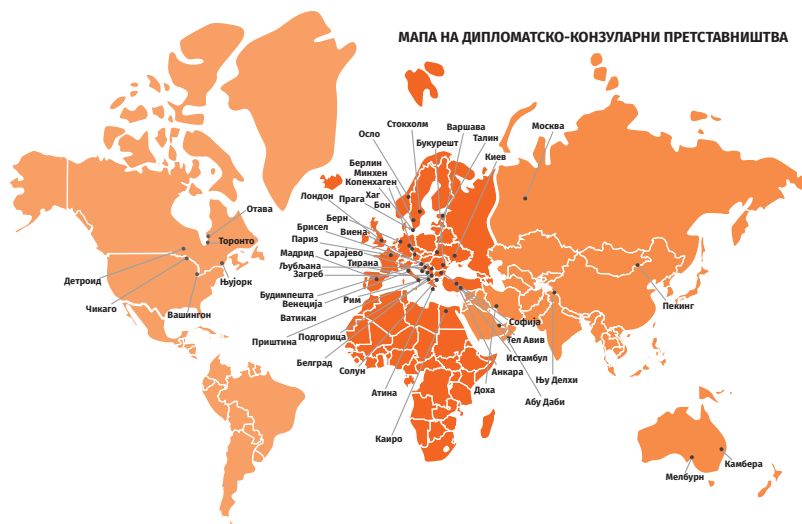 МАПА НА ДИПЛОМАТСКО-КОНЗУЛАРНИ ПРЕТСТАВНИШТВА
Стокхолм
Варшава
Москва
Осло
Букурешт
Талин
Киев
Берлин
Минхен
Копенхаген
Хаг
Прага
Бон
Лондон
Отава
Берн
Брисел
Виена
Париз
Торонто
Мадрид
Сарајево
Љубљана
Тирана
Загреб
Детроид
Њујорк
Будимпешта
Рим
Венеција
Чикаго
Вашингон
Ватикан
Пекинг
Софија
Приштина
Подгорица
Тел Авив
Истамбул
Белград
Солун
Анкара
Њу Делхи
Атина
Доха
Абу Даби
Каиро
Камбера
Мелбурн